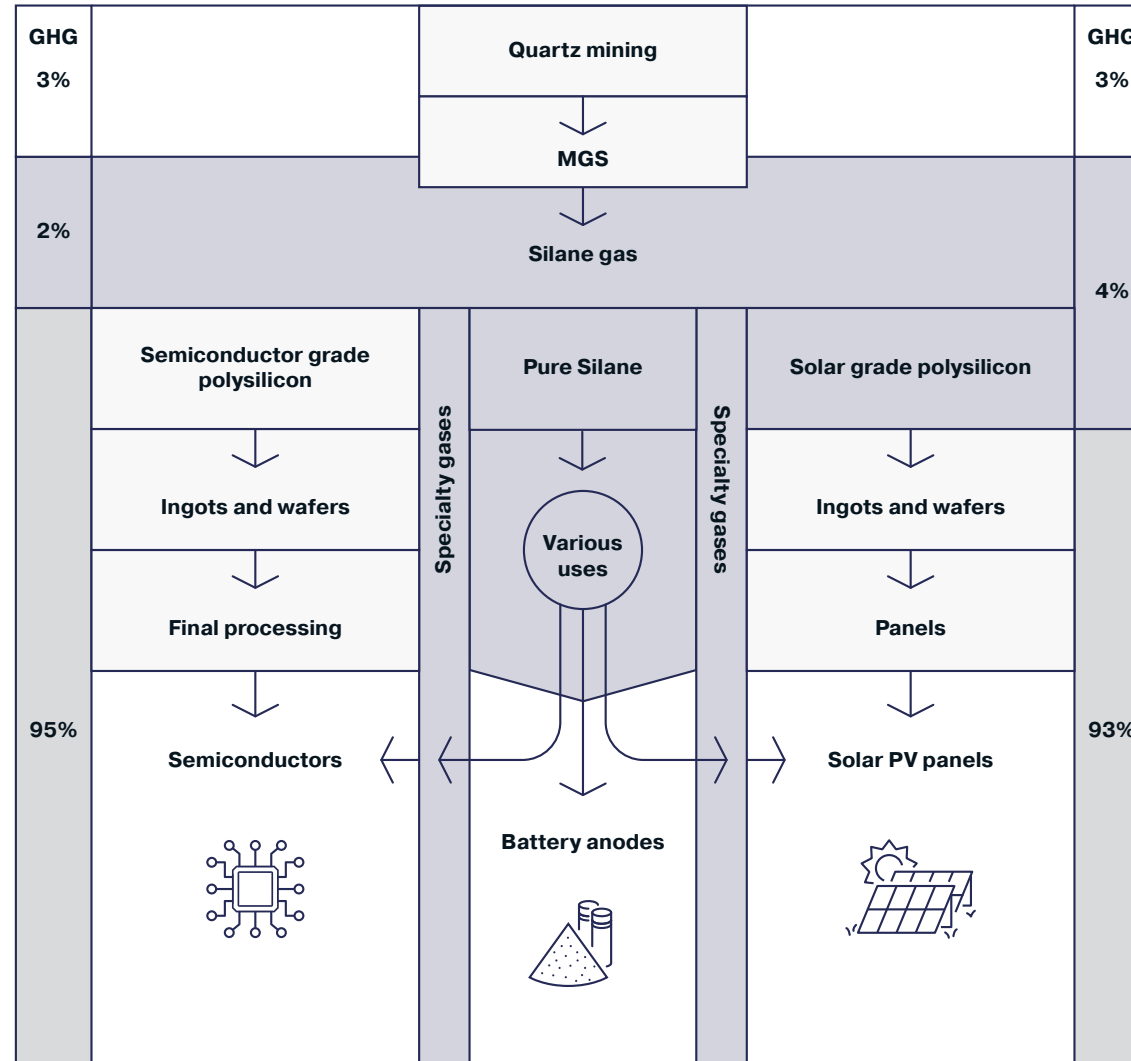 GHG
3%
Quartz mining
GHG
3%
MGS
2%
Silane gas
4%
Semiconductor grade
polysilicon
Pure Silane
Solar grade polysilicon
Specialty gases
Specialty gases
Ingots and wafers
Various
uses
Ingots and wafers
Final processing
Panels
95%
93%
Semiconductors
Solar PV panels
Battery anodes